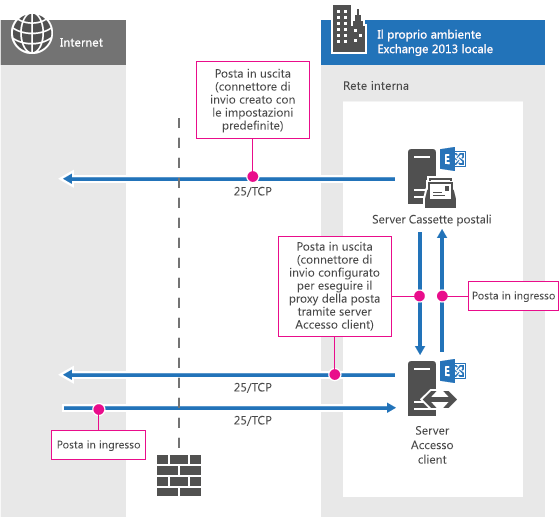 Internet
Il proprio ambiente
Exchange 2013 locale
Rete interna
Posta in uscita
(connettore di
invio creato con
le impostazioni
predefinite)
25/TCP
Server Cassette postali
Posta in uscita
(connettore di
invio configurato
per eseguire il
proxy della posta
tramite server
Accesso client)
Posta in ingresso
25/TCP
25/TCP
Posta in ingresso
Server
Accesso
client